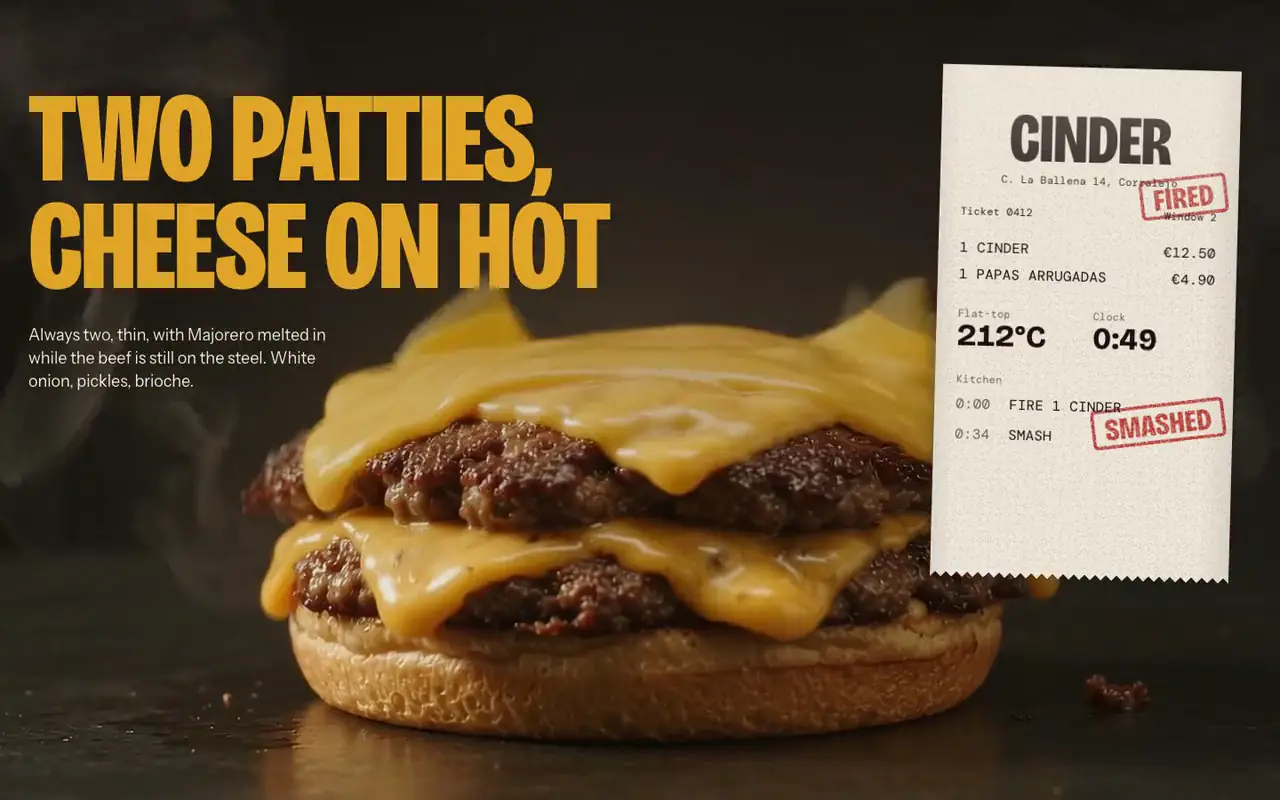 TWO PATTIES,
CHEESE ON HOT
Always two, thin, with Majorero melted in
while the beef is still on the steel. White
onion, pickles, brioche.
CINDER
C. La Ballena 14, Corralejo
FIRED
Ticket 0412
Window 2
1 CINDER €12.50
1 PAPAS ARRUGADAS €4.90
Flat-top Clock
212°C 0:49
Kitchen
0:00 FIRE 1 CINDER
SMASHED
0:34 SMASH